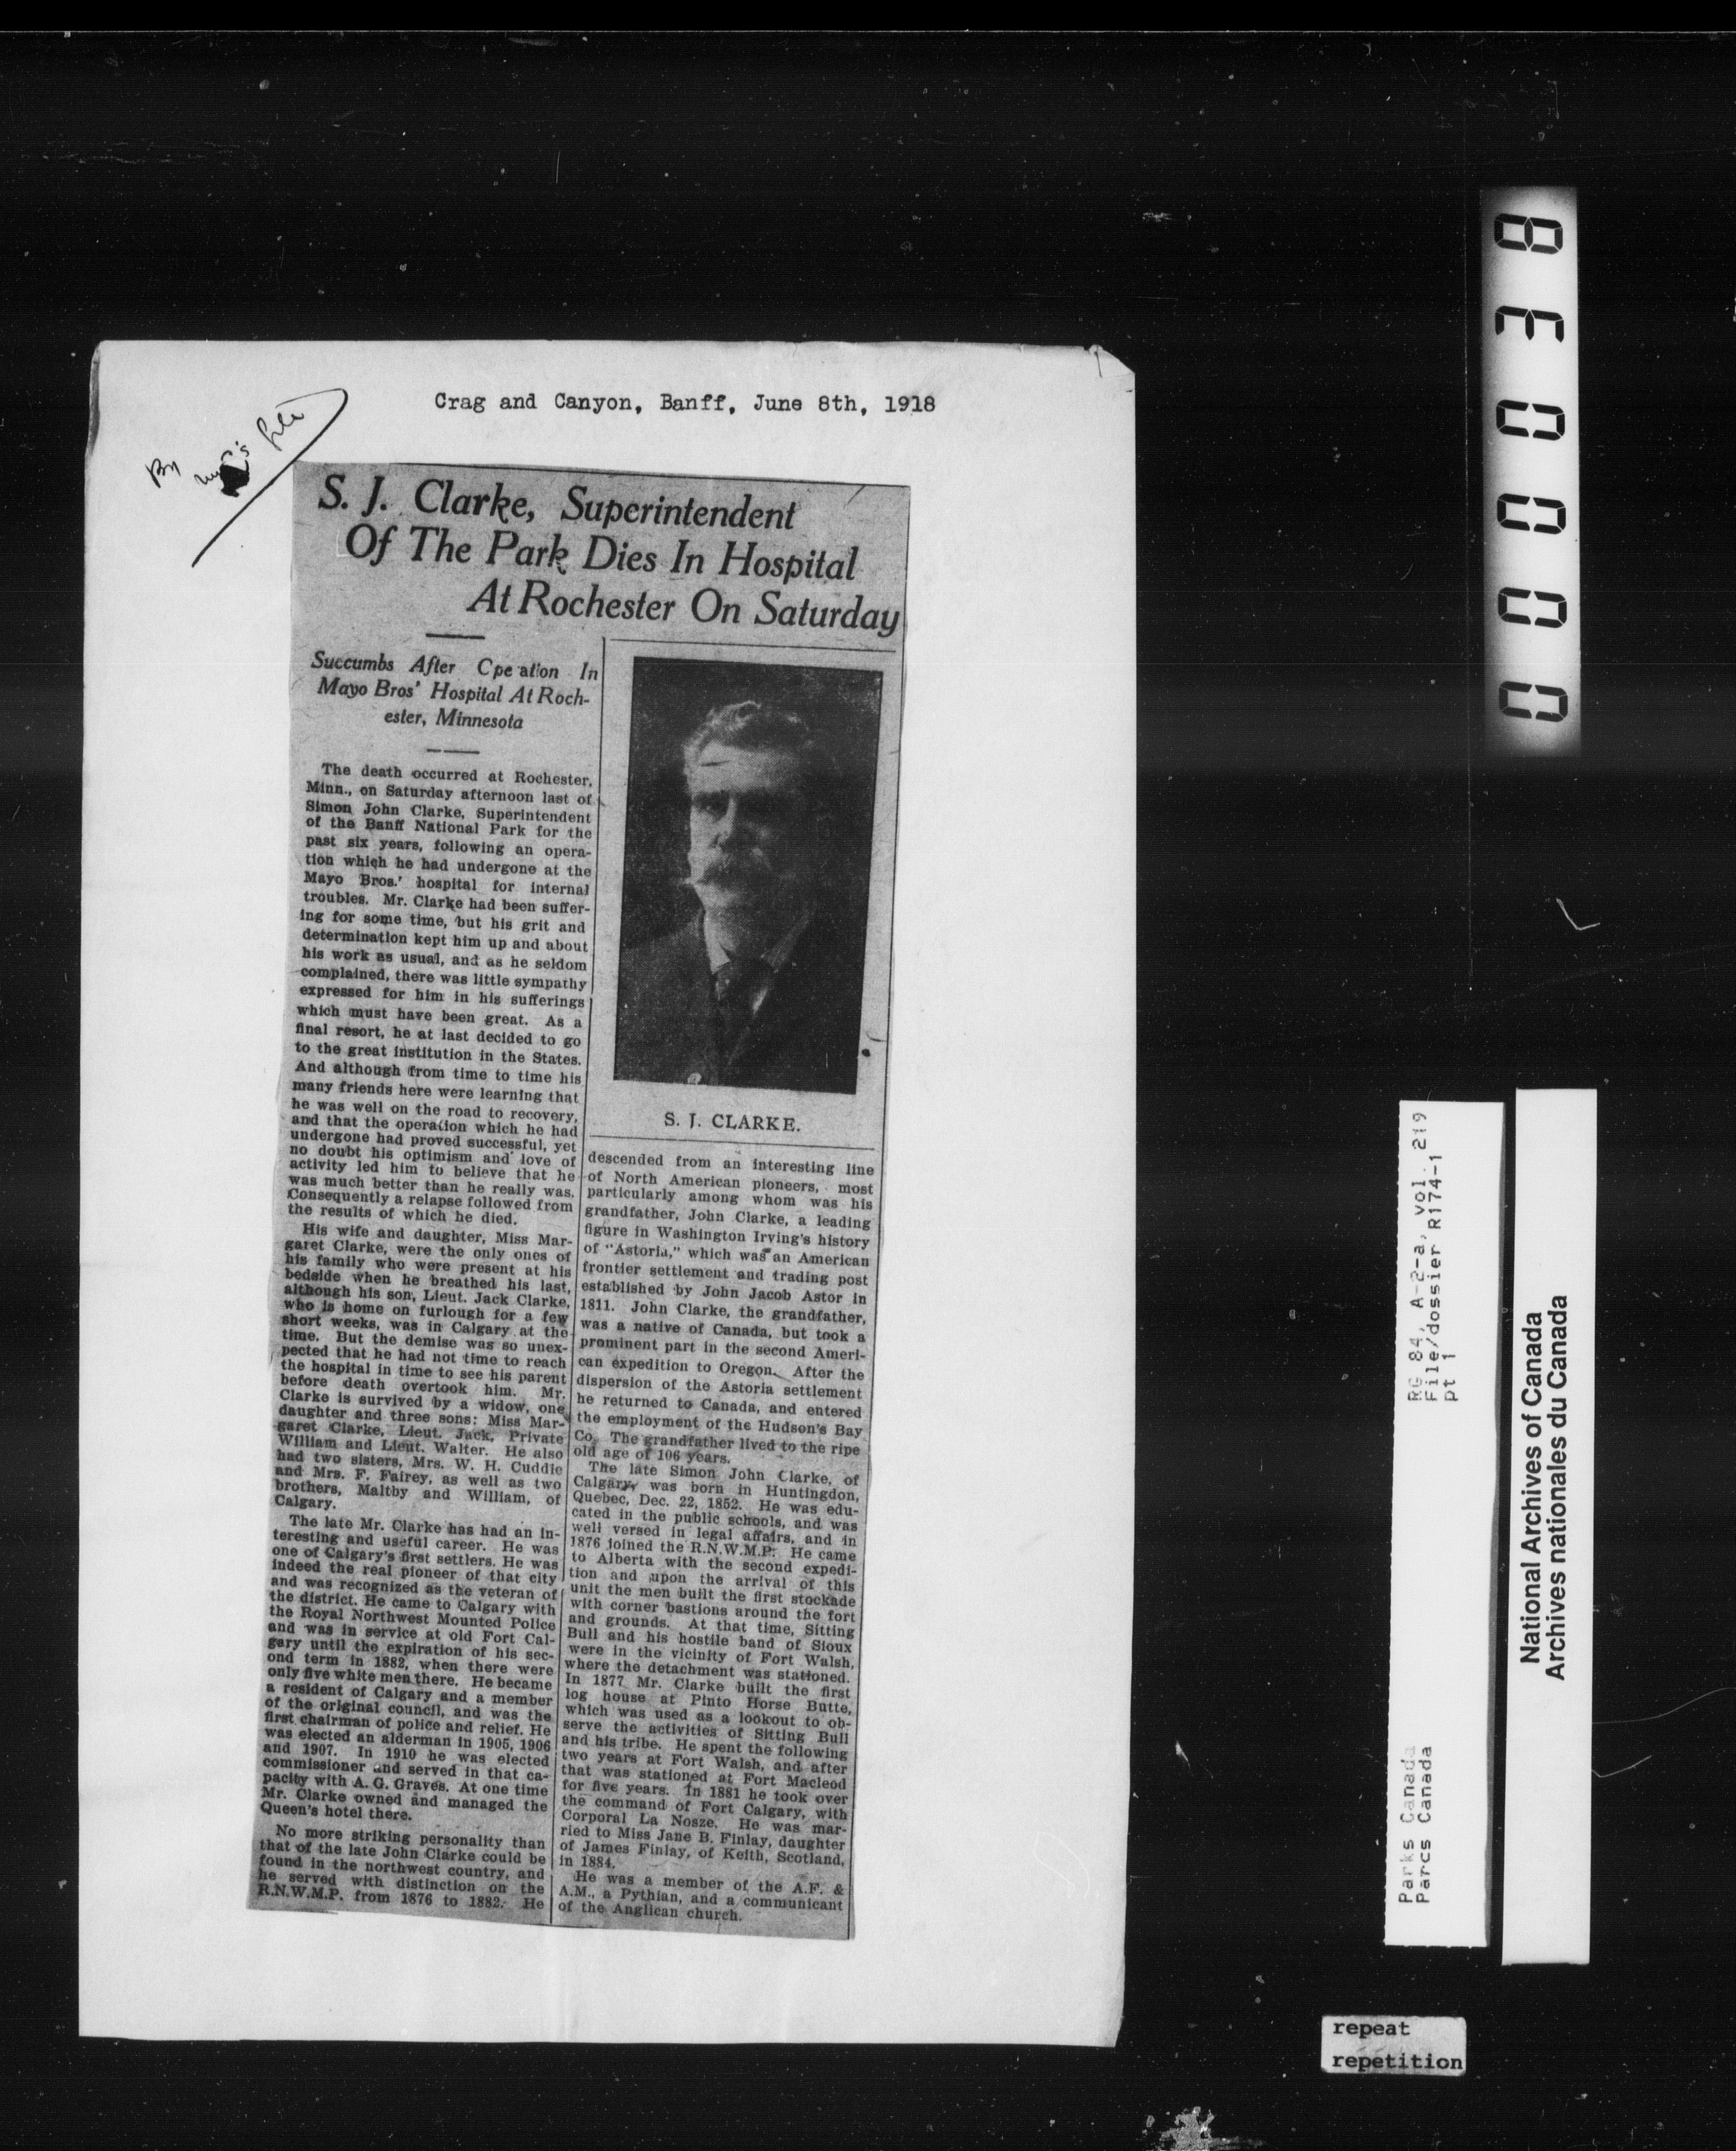 Crag and Canyon, Banff, June 8th, 1918
S. J. Clarke, Superintendent
Of The Park Dies In Hospital
At Rochester On Saturday
Succumbs After Cpe ation In
Mayo Bros' Hospital At Roch-
ester, Minnesota
The death occurred at Rochester,
Minn., on Saturday afternoon last of
Simon John Clarke, Superintendent
of the Banff National Park for the
past six years, following an opera-
tion which he had undergone at the
Mayo Bros.' hospital for internal
troubles. Mr. Clarke had been suffer-
ing for some time, but his grit and
determination kept him up and about
his work as usual, and as he seldom
complained, there was little sympathy
expressed for him in his sufferings
which must have been great. As a
final resort, he at last decided to go
to the great institution in the States.
And although from time to time his
many friends here were learning that
he was well on the road to recovery,
and that the operation which he had
undergone had proved successful, yet
no doubt his optimism and love of
activity led him to believe that he
was much better than he really was.
Consequently a relapse followed from
the results of which he died.
His wife and daughter, Miss Mar-
garet Clarke, were the only ones of
his family who were present at his
bedside when he breathed his last,
although his son, Lieut. Jack Clarke,
who is home on furlough for a few
short weeks, was in Calgary at the
time. But the demise was so unex-
pected that he had not time to reach
the hospital in time to see his parent
before death overtook him. Mr.
Clarke is survived by a widow, one
daughter and three sons: Miss Mar-
garet Clarke, Lieut. Jack, Private
William and Lieut. Walter. He also
had two sisters, Mrs. W. H. Cuddie
and Mrs. F. Fairey, as well as two
brothers, Maltby and William, of
Calgary.
The late Mr. Clarke has had an in-
teresting and useful career. He was
one of Calgary's first settlers. He was
indeed the real pioneer of that city
and was recognized as the veteran of
the district. He came to Calgary with
the Royal Northwest Mounted Police
and was in service at old Fort Cal-
gary until the expiration of his sec-
ond term in 1882, when there were
only five white men there. He became
a resident of Calgary and a member
of the original council, and was the
first chairman of police and relief. He
was elected an alderman in 1905, 1906
and 1907. In 1910 he was elected
commissioner and served in that ca-
pacity with A. G. Graves. At one time
Mr. Clarke owned and managed the
Queen's hotel there.
No more striking personality than
that of the late John Clarke could be
found in the northwest country, and
he served with distinction on the
R.N.W.M.P. from 1876 to 1882. He
S. J. CLARKE.
descended from an interesting line
of North American pioneers, most
particularly among whom was his
grandfather, John Clarke, a leading
figure in Washington Irving's history
of "Astoria," which was an American
frontier settlement and trading post
established by John Jacob Astor in
1811. John Clarke, the grandfather,
was a native of Canada, but took a
prominent part in the second Ameri-
can expedition to Oregon. After the
dispersion of the Astoria settlement
he returned to Canada, and entered
the employment of the Hudson's Bay
Co. The grandfather lived to the ripe
old age of 106 years.
The late Simon John Clarke, of
Calgary, was born in Huntingdon,
Quebec, Dec. 22, 1852. He was edu-
cated in the public schools, and was
well versed in legal affairs, and in
1876 joined the R.N.W.M.P. He came
to Alberta with the second expedi-
tion and upon the arrival of this
unit the men built the first stockade
with corner bastions around the fort
and grounds. At that time, Sitting
Bull and his hostile band of Sioux
were in the vicinity of Fort Walsh,
where the detachment was stationed.
In 1877 Mr. Clarke built the first
log house at Pinto Horse Butte,
which was used as a lookout to ob-
serve the activities of Sitting Bull
and his tribe. He spent the following
two years at Fort Walsh, and after
that was stationed at Fort Macleod
for five years. In 1881 he took over
the command of Fort Calgary, with
Corporal La Nosze. He was mar-
ried to Miss Jane B. Finlay, daughter
of James Finlay, of Keith, Scotland,
in 1884.
He was a member of the A.F. &
A.M., a Pythian, and a communicant
of the Anglican church.
000038
RG 84, A-2-a, vol. 219
File/dossier R174-1
pt 1
Parks Canada
Parcs Canada
National Archives of Canada
Archives nationales du Canada
repeat
repetition